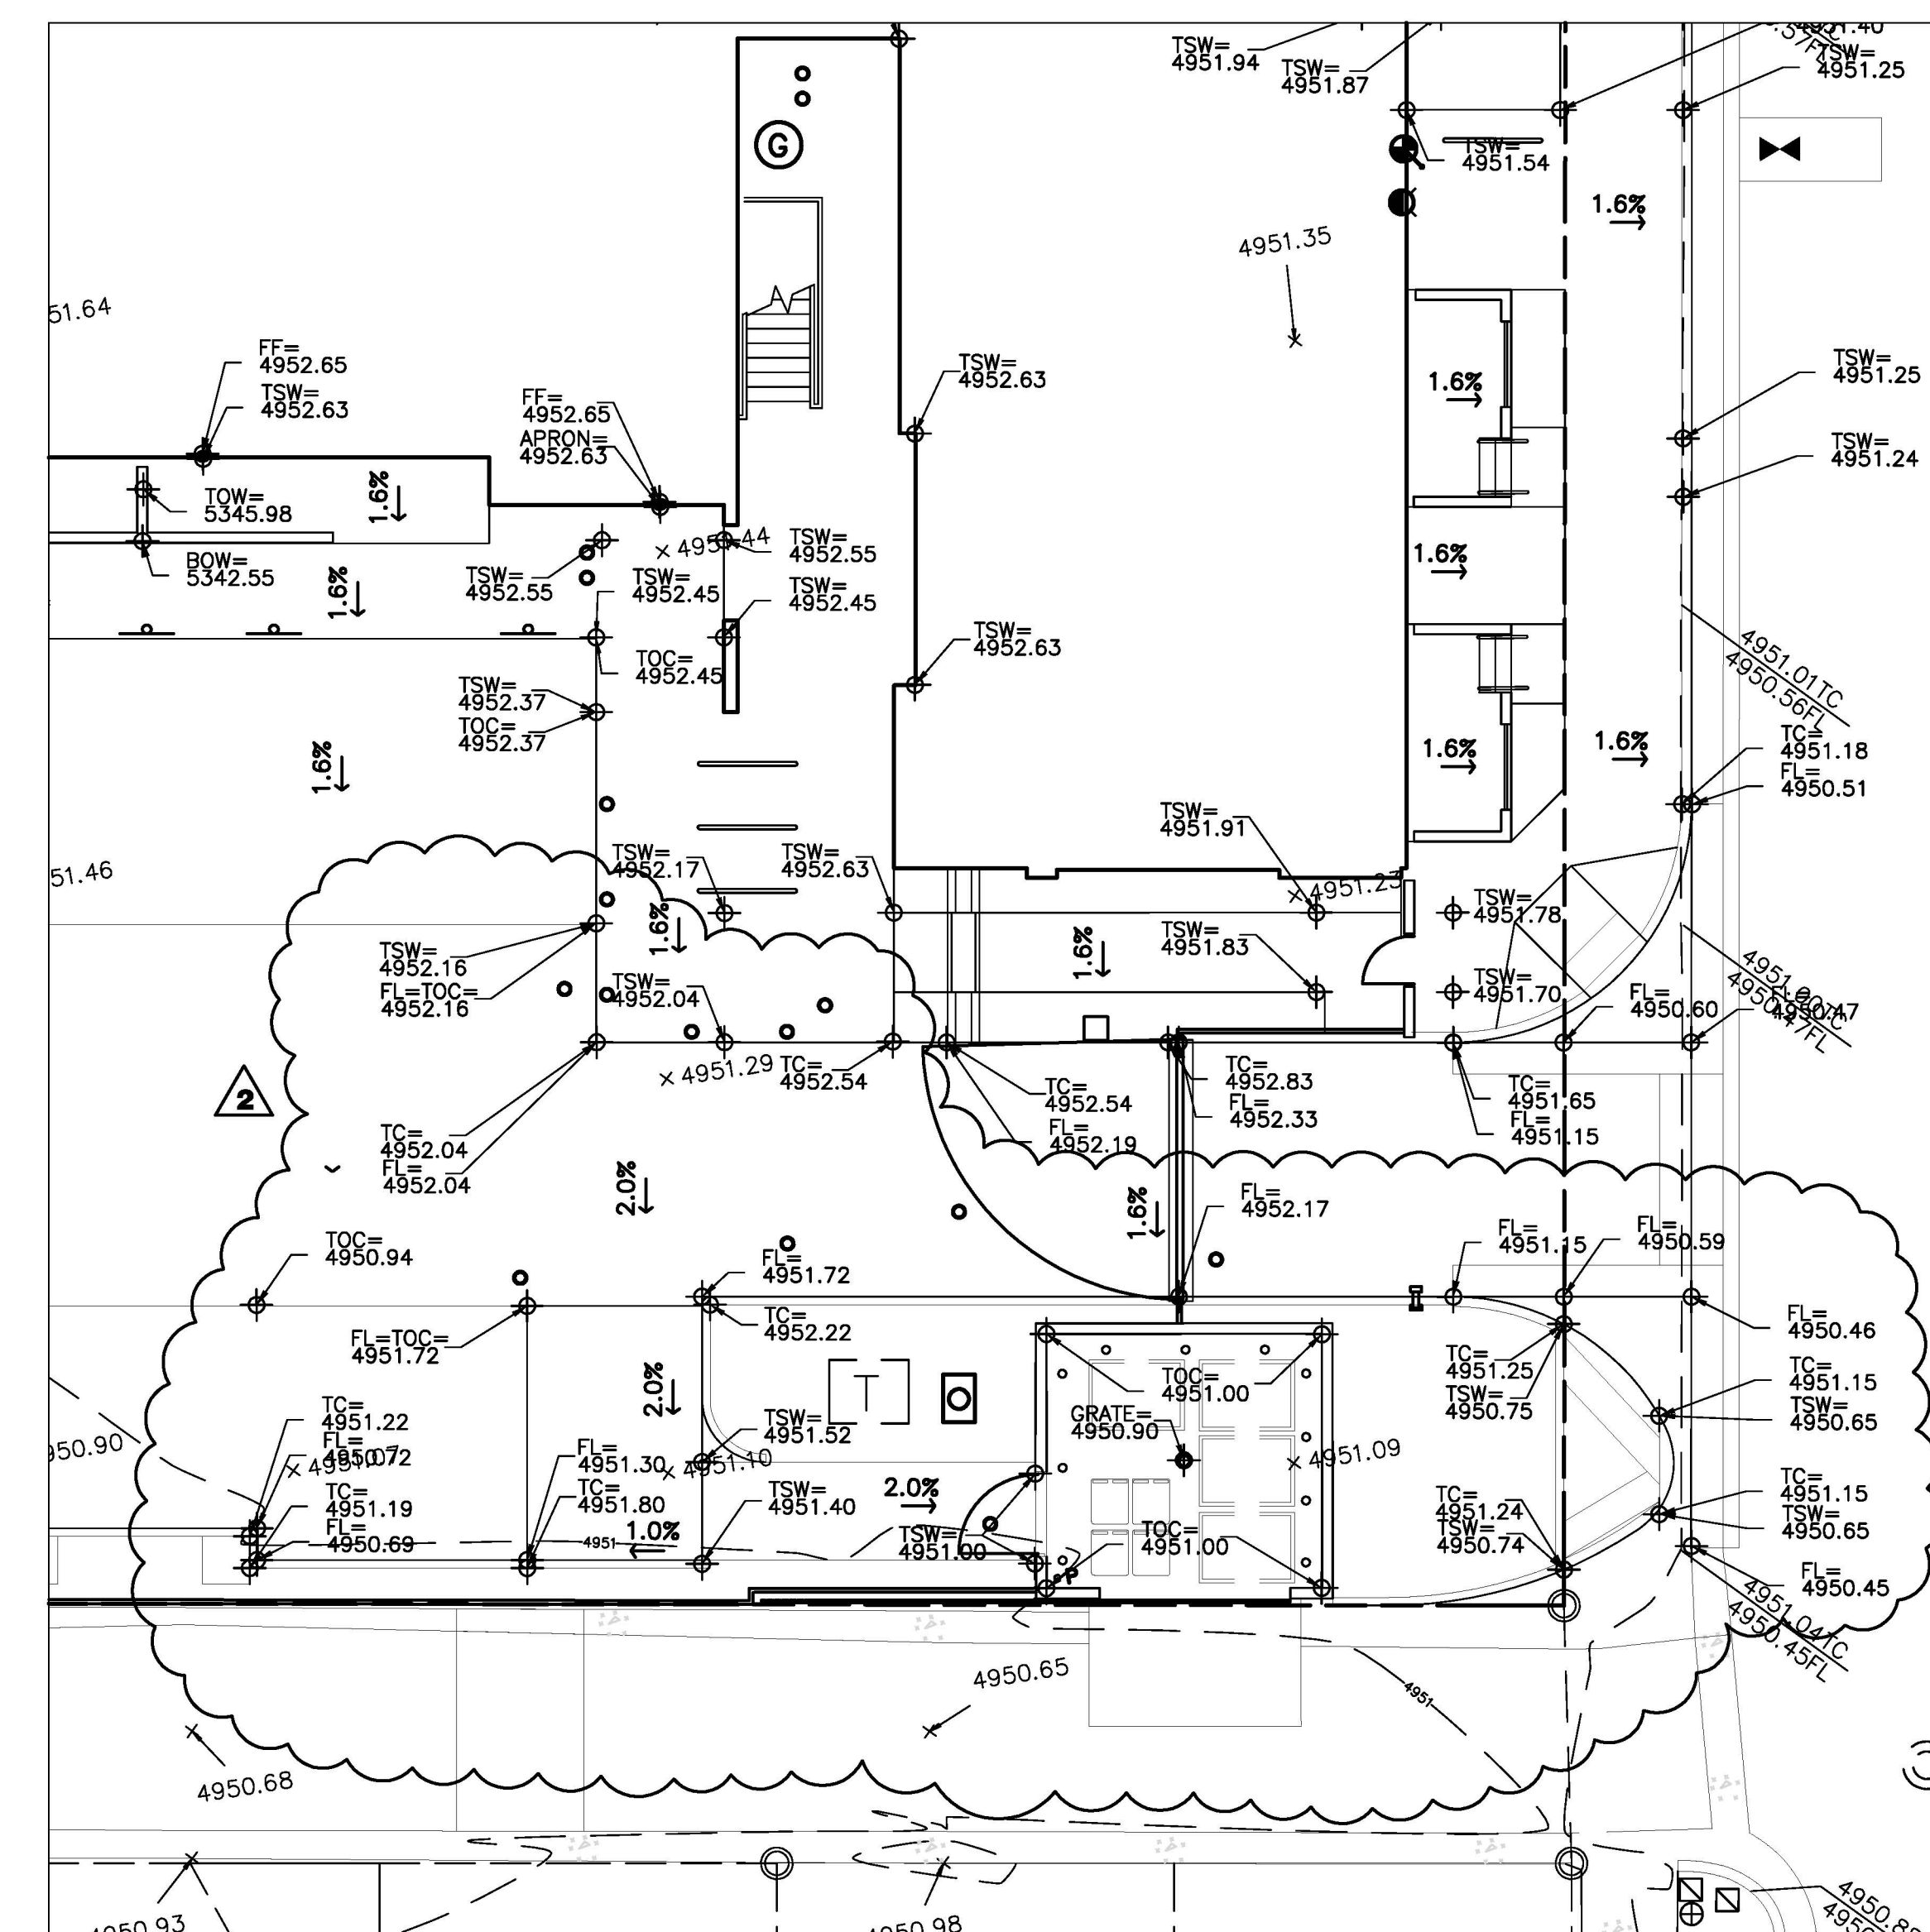 TSW=
4951.94
TSW=
4951.87
TSW=
4951.25
G
TSW=
4951.54
1.6%
4951.35
51.64
FF=
4952.65
TSW=
4952.63
FF=
4952.65
APRON=
4952.63
TSW=
4952.63
1.6%
TSW=
4951.25
TSW=
4951.24
1.6%
TOW=
5345.98
BOW=
5342.55
1.6%
TSW=
4952.55
TSW=
4952.45
TSW=
4952.55
TSW=
4952.45
1.6%
TSW=
4952.63
TOC=
4952.45
TSW=
4952.37
TOC=
4952.37
1.6%
4951.01TC
4950.56FL
1.6%
1.6%
TC=
4951.18
FL=
4950.51
51.46
TSW=
4952.17
TSW=
4952.63
TSW=
4951.91
4951.23
TSW=
4951.78
1.6%
TSW=
4952.16
FL=TOC=
4952.16
TSW=
4952.04
1.6%
TSW=
4951.83
TSW=
4951.70
FL=
4950.60
FL=
4950.47
2
4951.29
TC=
4952.54
TC=
4952.54
FL=
4952.19
TC=
4952.83
FL=
4952.33
TC=
4951.65
FL=
4951.15
TC=
4952.04
FL=
4952.04
2.0%
1.6%
FL=
4952.17
FL=
4951.15
FL=
4950.59
TOC=
4950.94
FL=
4951.72
TC=
4952.22
FL=TOC=
4951.72
2.0%
TOC=
4951.00
GRATE=
4950.90
TC=
4951.25
TSW=
4950.75
FL=
4950.46
TC=
4951.15
TSW=
4950.65
T
TC=
4951.22
FL=
4950.72
950.90
TC=
4951.19
FL=
4950.69
FL=
4951.30
TC=
4951.80
4951.10
TSW=
4951.52
TSW=
4951.40
2.0%
4951.09
TC=
4951.24
TSW=
4950.74
TC=
4951.15
TSW=
4950.65
4951
1.0%
TSW=
4951.00
TOC=
4951.00
P
FL=
4950.45
4951.04TC
4950.45FL
4950.65
4951
4950.68
4950.93
4950.98